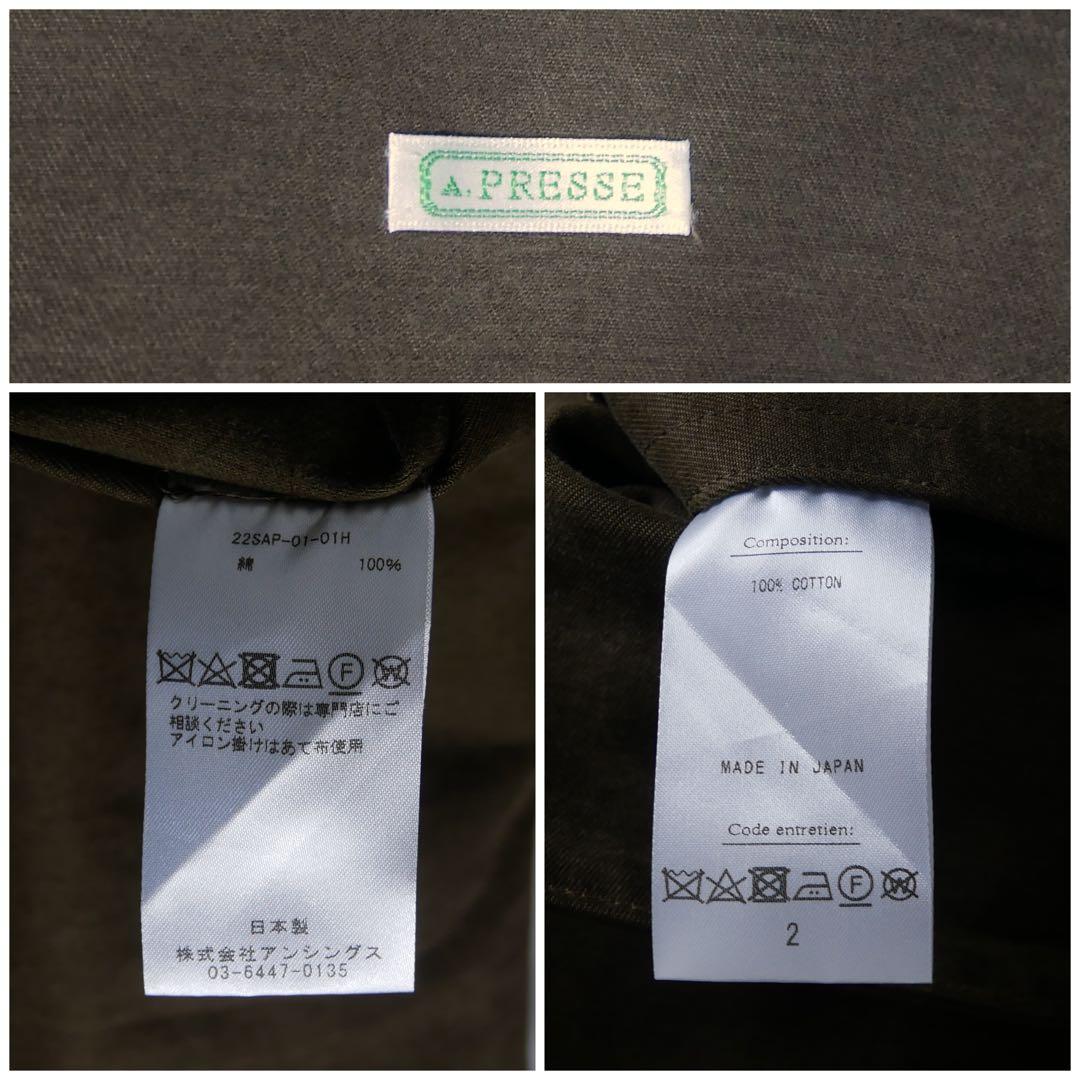 A. PRESSE
22SAP-01-01H
綿 100%
クリーニングの際は専門店にご
相談ください
アイロン掛けはあて布使用
日本製
株式会社アンシングス
03-6447-0135
Composition:
100% COTTON
MADE IN JAPAN
Code entretien:
F W
2